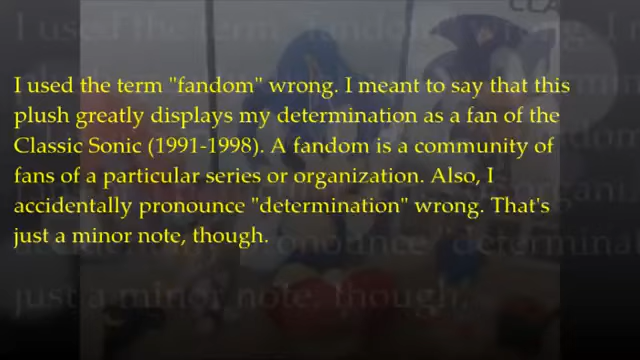 I used the term "fandom" wrong. I meant to say that this
plush greatly displays my determination as a fan of the
Classic Sonic (1991-1998). A fandom is a community of
fans of a particular series or organization. Also, I
accidentally pronounce "determination" wrong. That's
just a minor note, though.